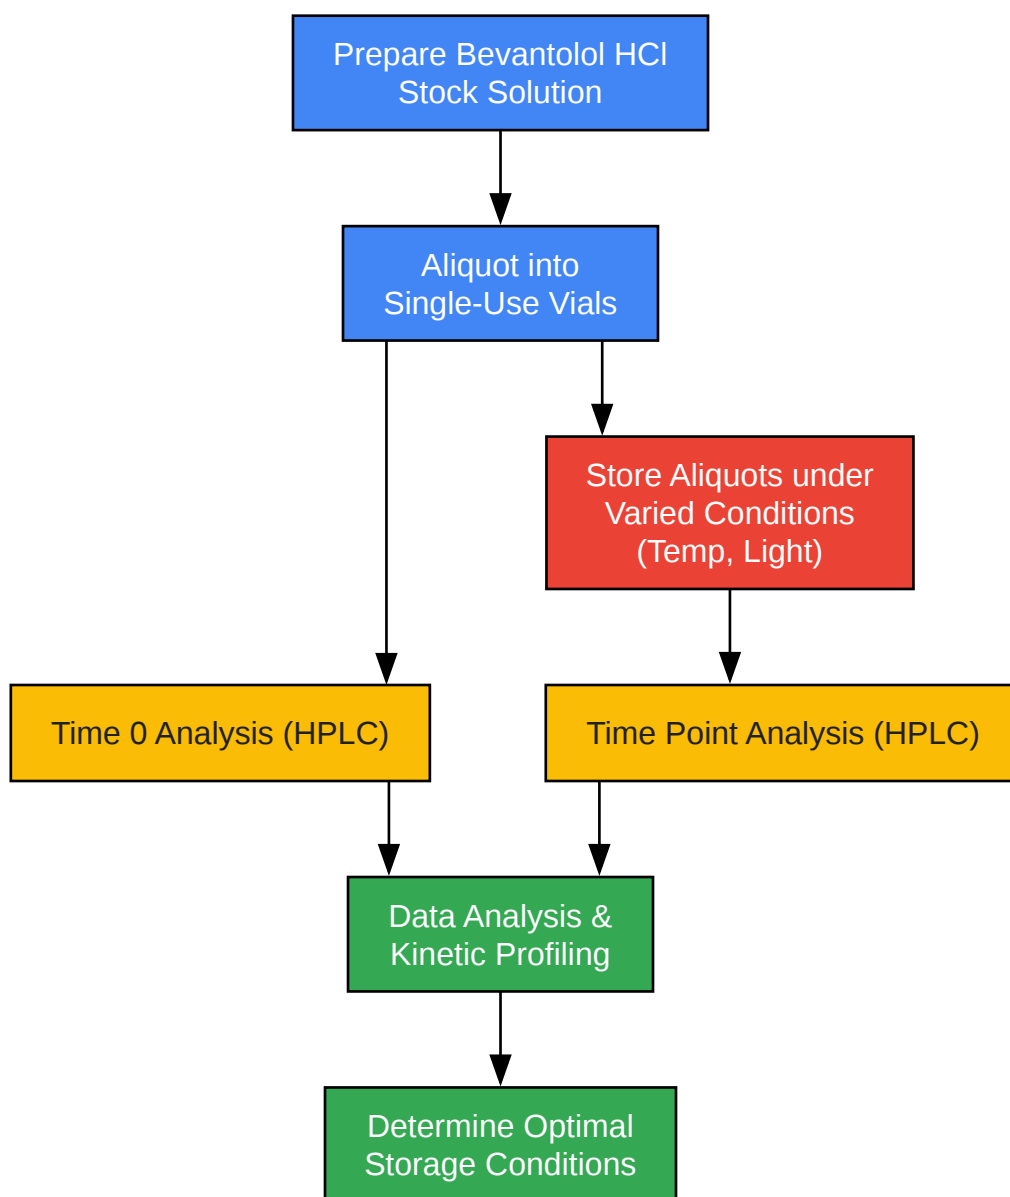 Prepare Bevantolol HCl
Stock Solution
Aliquot into
Single-Use Vials
Store Aliquots under
Varied Conditions
(Temp, Light)
Time 0 Analysis (HPLC)
Time Point Analysis (HPLC)
Data Analysis &
Kinetic Profiling
Determine Optimal
Storage Conditions